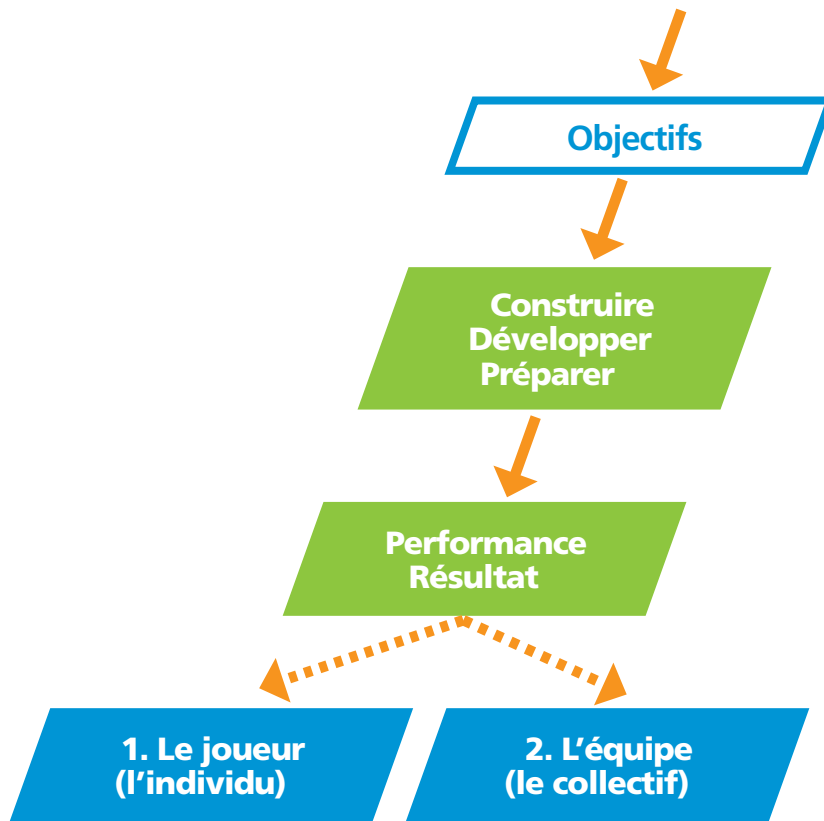 Objectifs
Construire
Développer
Préparer
Performance
Résultat
1. Le joueur
(l’individu)
2. L’équipe
(le collectif)